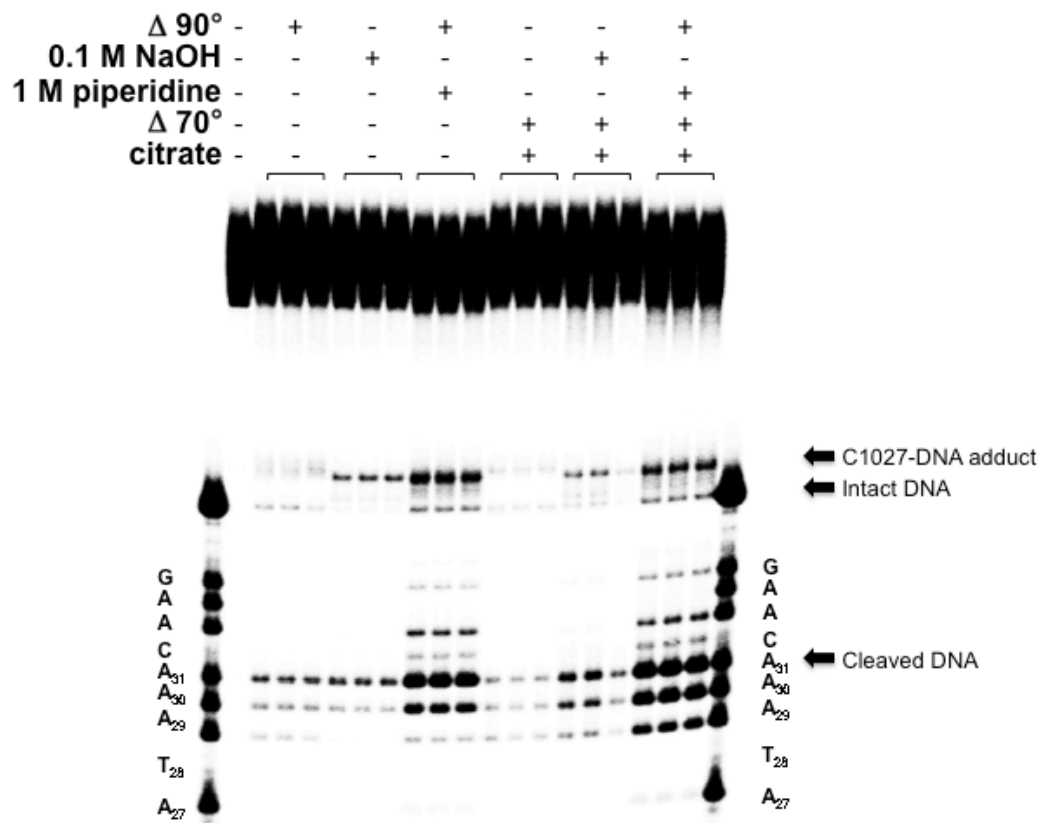 Δ 90° - + - + - - +
0.1 M NaOH - - + - - + -
1 M piperidine - - - + - - +
Δ 70° - - - - + + +
citrate - - - - + + +
C1027-DNA adduct
Intact DNA
G G
A A
A A
C C
A31 A31 Cleaved DNA
A30 A30
A29 A29
T28 T28
A27 A27